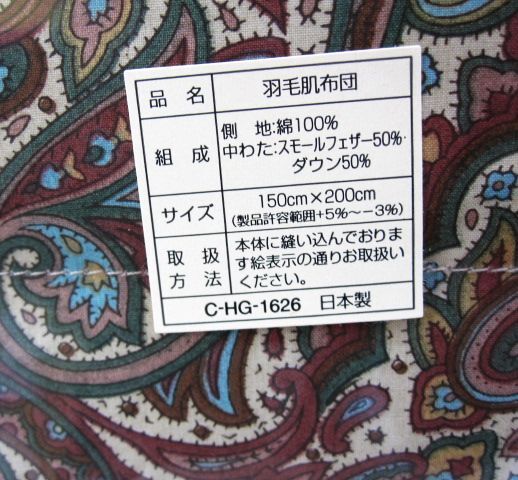 品名 羽毛肌布団
組成 側 地:綿100%
中わた:スモールフェザー50%·
ダウン50%
サイズ 150cm×200cm
(製品許容範囲+5%~-3%)
取扱方法 本体に縫い込んでおりま
す絵表示の通りお取扱い
ください。
C-HG-1626 日本製